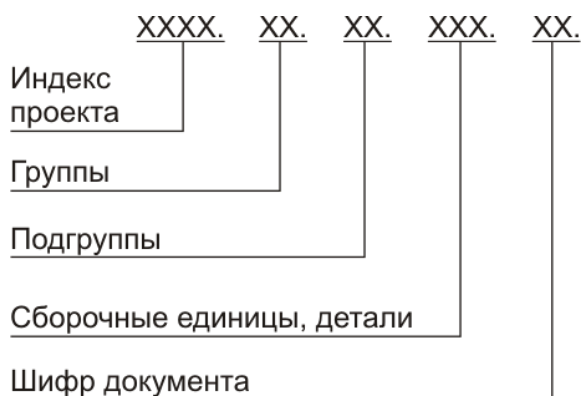 XXXX. XX. XX. XXX. XX.
Индекс
проекта
Группы
Подгруппы
Сборочные единицы, детали
Шифр документа